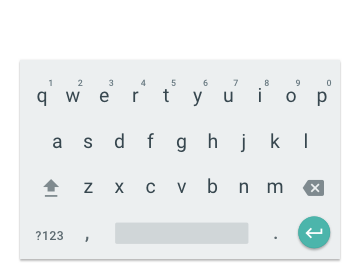 1 2 3 4 5 6 7 8 9 0
q w e r t y u i o p
a s d f g h j k l
z x c v b n m
?123 , .